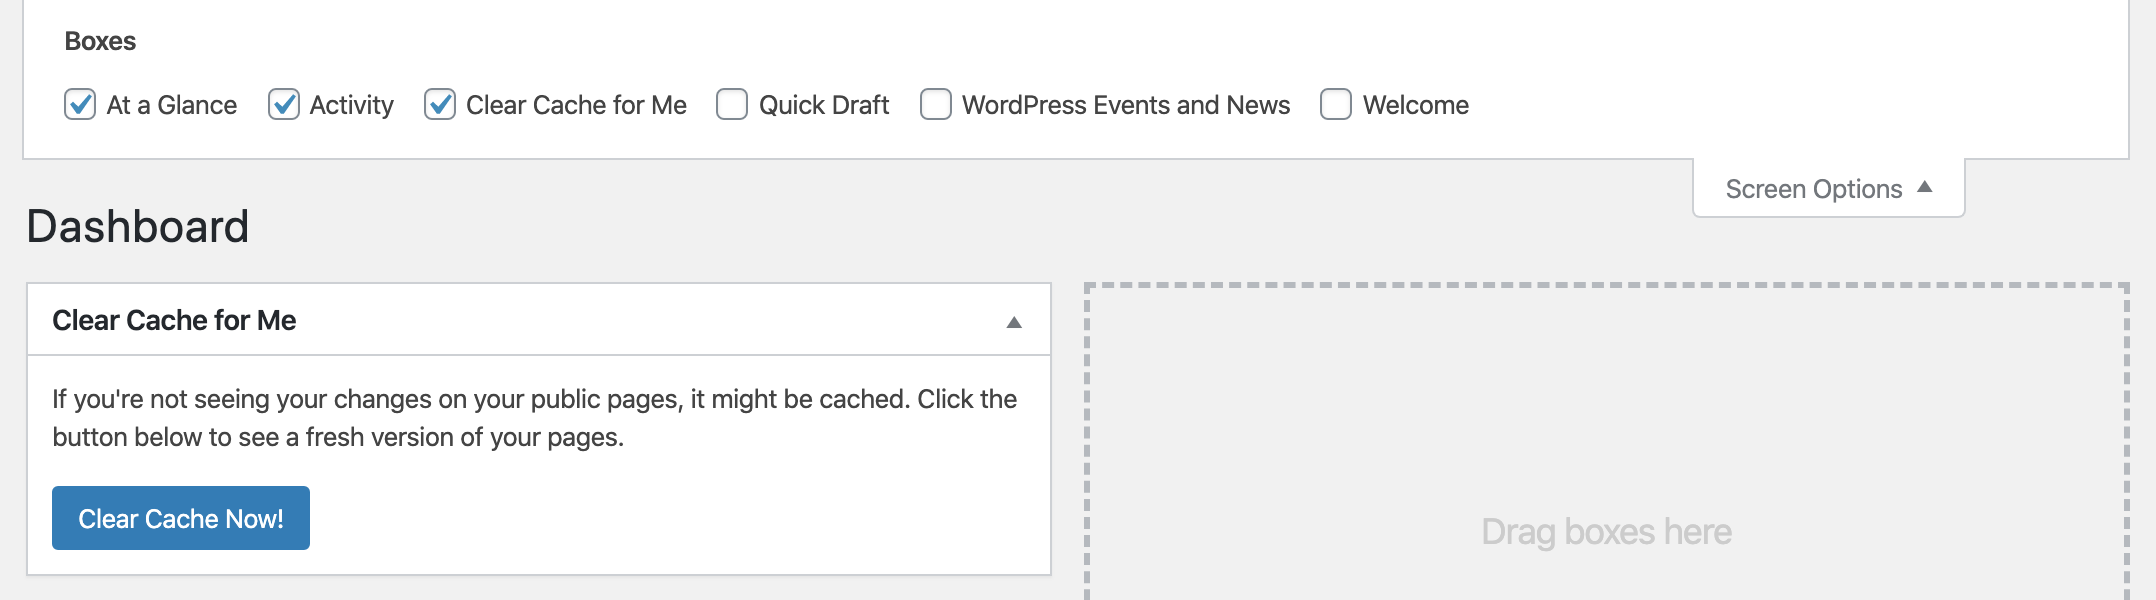 Boxes
At a Glance Activity Clear Cache for Me Quick Draft WordPress Events and News Welcome
Screen Options
Dashboard
Clear Cache for Me
If you're not seeing your changes on your public pages, it might be cached. Click the
button below to see a fresh version of your pages.
Clear Cache Now!
Drag boxes here